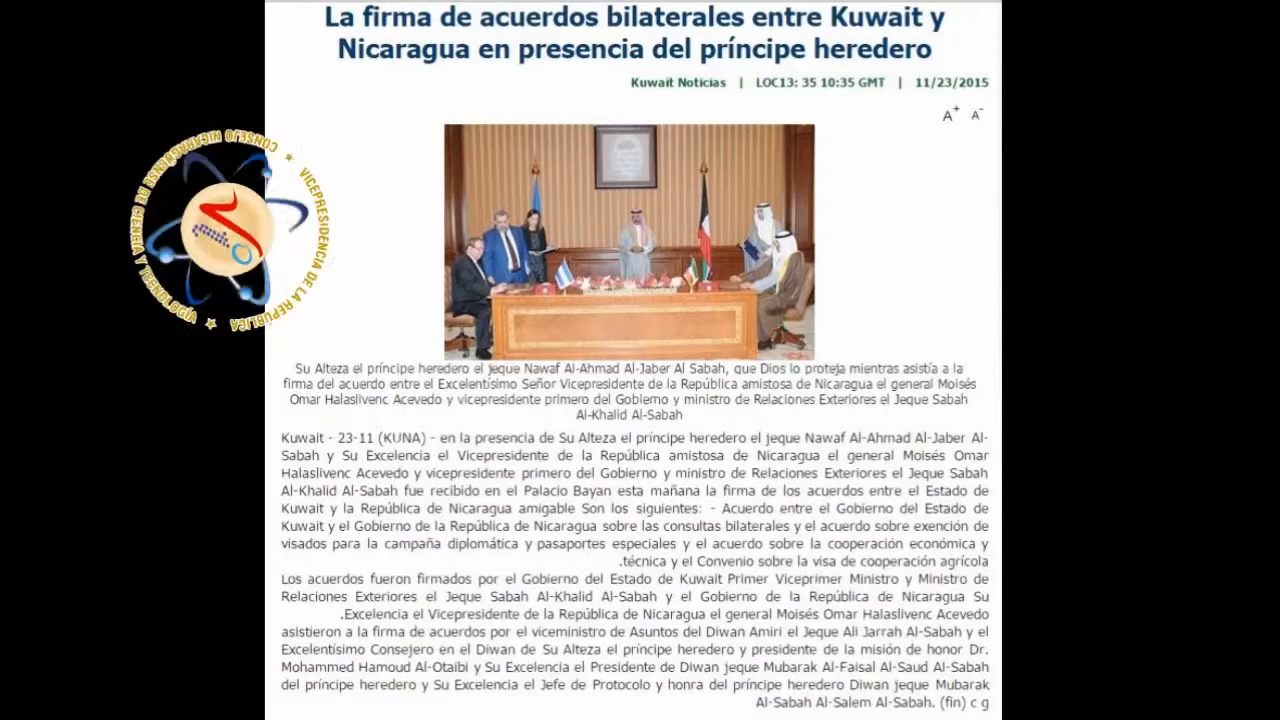 La firma de acuerdos bilaterales entre Kuwait y
Nicaragua en presencia del príncipe heredero
Kuwait Noticias | LOC13: 35 10:35 GMT | 11/23/2015
A+ A-
CONSEJO NICARAGÜENSE DE CIENCIA Y TECNOLOGÍA
VICEPRESIDENCIA DE LA REPUBLICA
Su Alteza el príncipe heredero el jeque Nawaf Al-Ahmad Al-Jaber Al Sabah, que Dios lo proteja mientras asistía a la
firma del acuerdo entre el Excelentísimo Señor Vicepresidente de la República amistosa de Nicaragua el general Moisés
Omar Halaslivenc Acevedo y vicepresidente primero del Gobierno y ministro de Relaciones Exteriores el Jeque Sabah
Al-Khalid Al-Sabah
Kuwait - 23-11 (KUNA) - en la presencia de Su Alteza el príncipe heredero el jeque Nawaf Al-Ahmad Al-Jaber Al-
Sabah y Su Excelencia el Vicepresidente de la República amistosa de Nicaragua el general Moisés Omar
Halaslivenc Acevedo y vicepresidente primero del Gobierno y ministro de Relaciones Exteriores el Jeque Sabah
Al-Khalid Al-Sabah fue recibido en el Palacio Bayan esta mañana la firma de los acuerdos entre el Estado de
Kuwait y la República de Nicaragua amigable Son los siguientes: - Acuerdo entre el Gobierno del Estado de
Kuwait y el Gobierno de la República de Nicaragua sobre las consultas bilaterales y el acuerdo sobre exención de
visados para la campaña diplomática y pasaportes especiales y el acuerdo sobre la cooperación económica y
.técnica y el Convenio sobre la visa de cooperación agrícola
Los acuerdos fueron firmados por el Gobierno del Estado de Kuwait Primer Viceprimer Ministro y Ministro de
Relaciones Exteriores el Jeque Sabah Al-Khalid Al-Sabah y el Gobierno de la República de Nicaragua Su
.Excelencia el Vicepresidente de la República de Nicaragua el general Moisés Omar Halaslivenc Acevedo
asistieron a la firma de acuerdos por el viceministro de Asuntos del Diwan Amiri el Jeque Ali Jarrah Al-Sabah y el
Excelentísimo Consejero en el Diwan de Su Alteza el príncipe heredero y presidente de la misión de honor Dr.
Mohammed Hamoud Al-Otaibi y Su Excelencia el Presidente de Diwan jeque Mubarak Al-Faisal Al-Saud Al-Sabah
del príncipe heredero y Su Excelencia el Jefe de Protocolo y honra del príncipe heredero Diwan jeque Mubarak
Al-Sabah Al-Salem Al-Sabah. (fin) c g